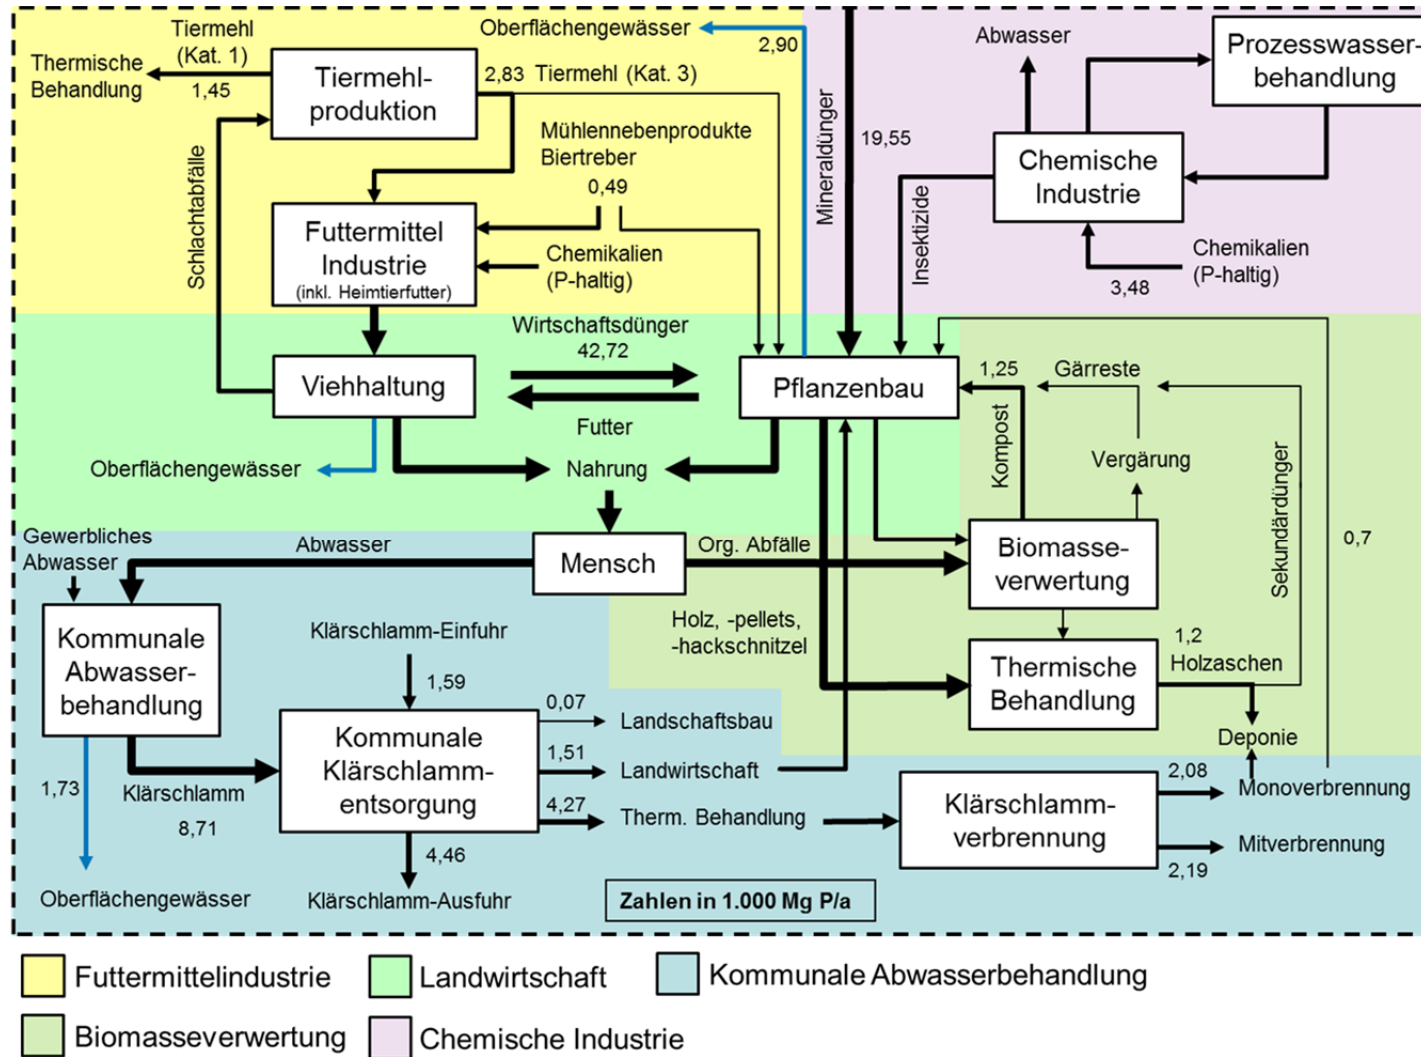 Tiermehl
(Kat. 1)
Thermische
Behandlung
1,45
Tiermehl-
produktion
2,83 Tiermehl (Kat. 3)
Oberflächengewässer
2,90
Mineraldünger
19,55
Abwasser
Prozesswasser-
behandlung
Chemische
Industrie
Insektizide
Chemikalien
(P-haltig)
3,48
Schlachtabfälle
Mühlennebenprodukte
Biertreber
0,49
Futtermittel
Industrie
(inkl. Heimtierfutter)
Chemikalien
(P-haltig)
Wirtschaftsdünger
42,72
Viehhaltung
Futter
Pflanzenbau
1,25
Gärreste
Kompost
Vergärung
Sekundärdünger
0,7
Oberflächengewässer
Nahrung
Gewerbliches
Abwasser
Abwasser
Mensch
Org. Abfälle
Biomasse-
verwertung
Holz, -pellets,
-hackschnitzel
Kommunale
Abwasser-
behandlung
Klärschlamm-Einfuhr
1,59
Thermische
Behandlung
1,2
Holzaschen
Deponie
Kommunale
Klärschlamm-
entsorgung
0,07
Landschaftsbau
1,51
Landwirtschaft
4,27
Therm. Behandlung
1,73
Klärschlamm
8,71
4,46
Klärschlamm-Ausfuhr
Oberflächengewässer
Klärschlamm-
verbrennung
2,08
Monoverbrennung
2,19
Mitverbrennung
Zahlen in 1.000 Mg P/a
Futtermittelindustrie
Landwirtschaft
Kommunale Abwasserbehandlung
Biomasseverwertung
Chemische Industrie